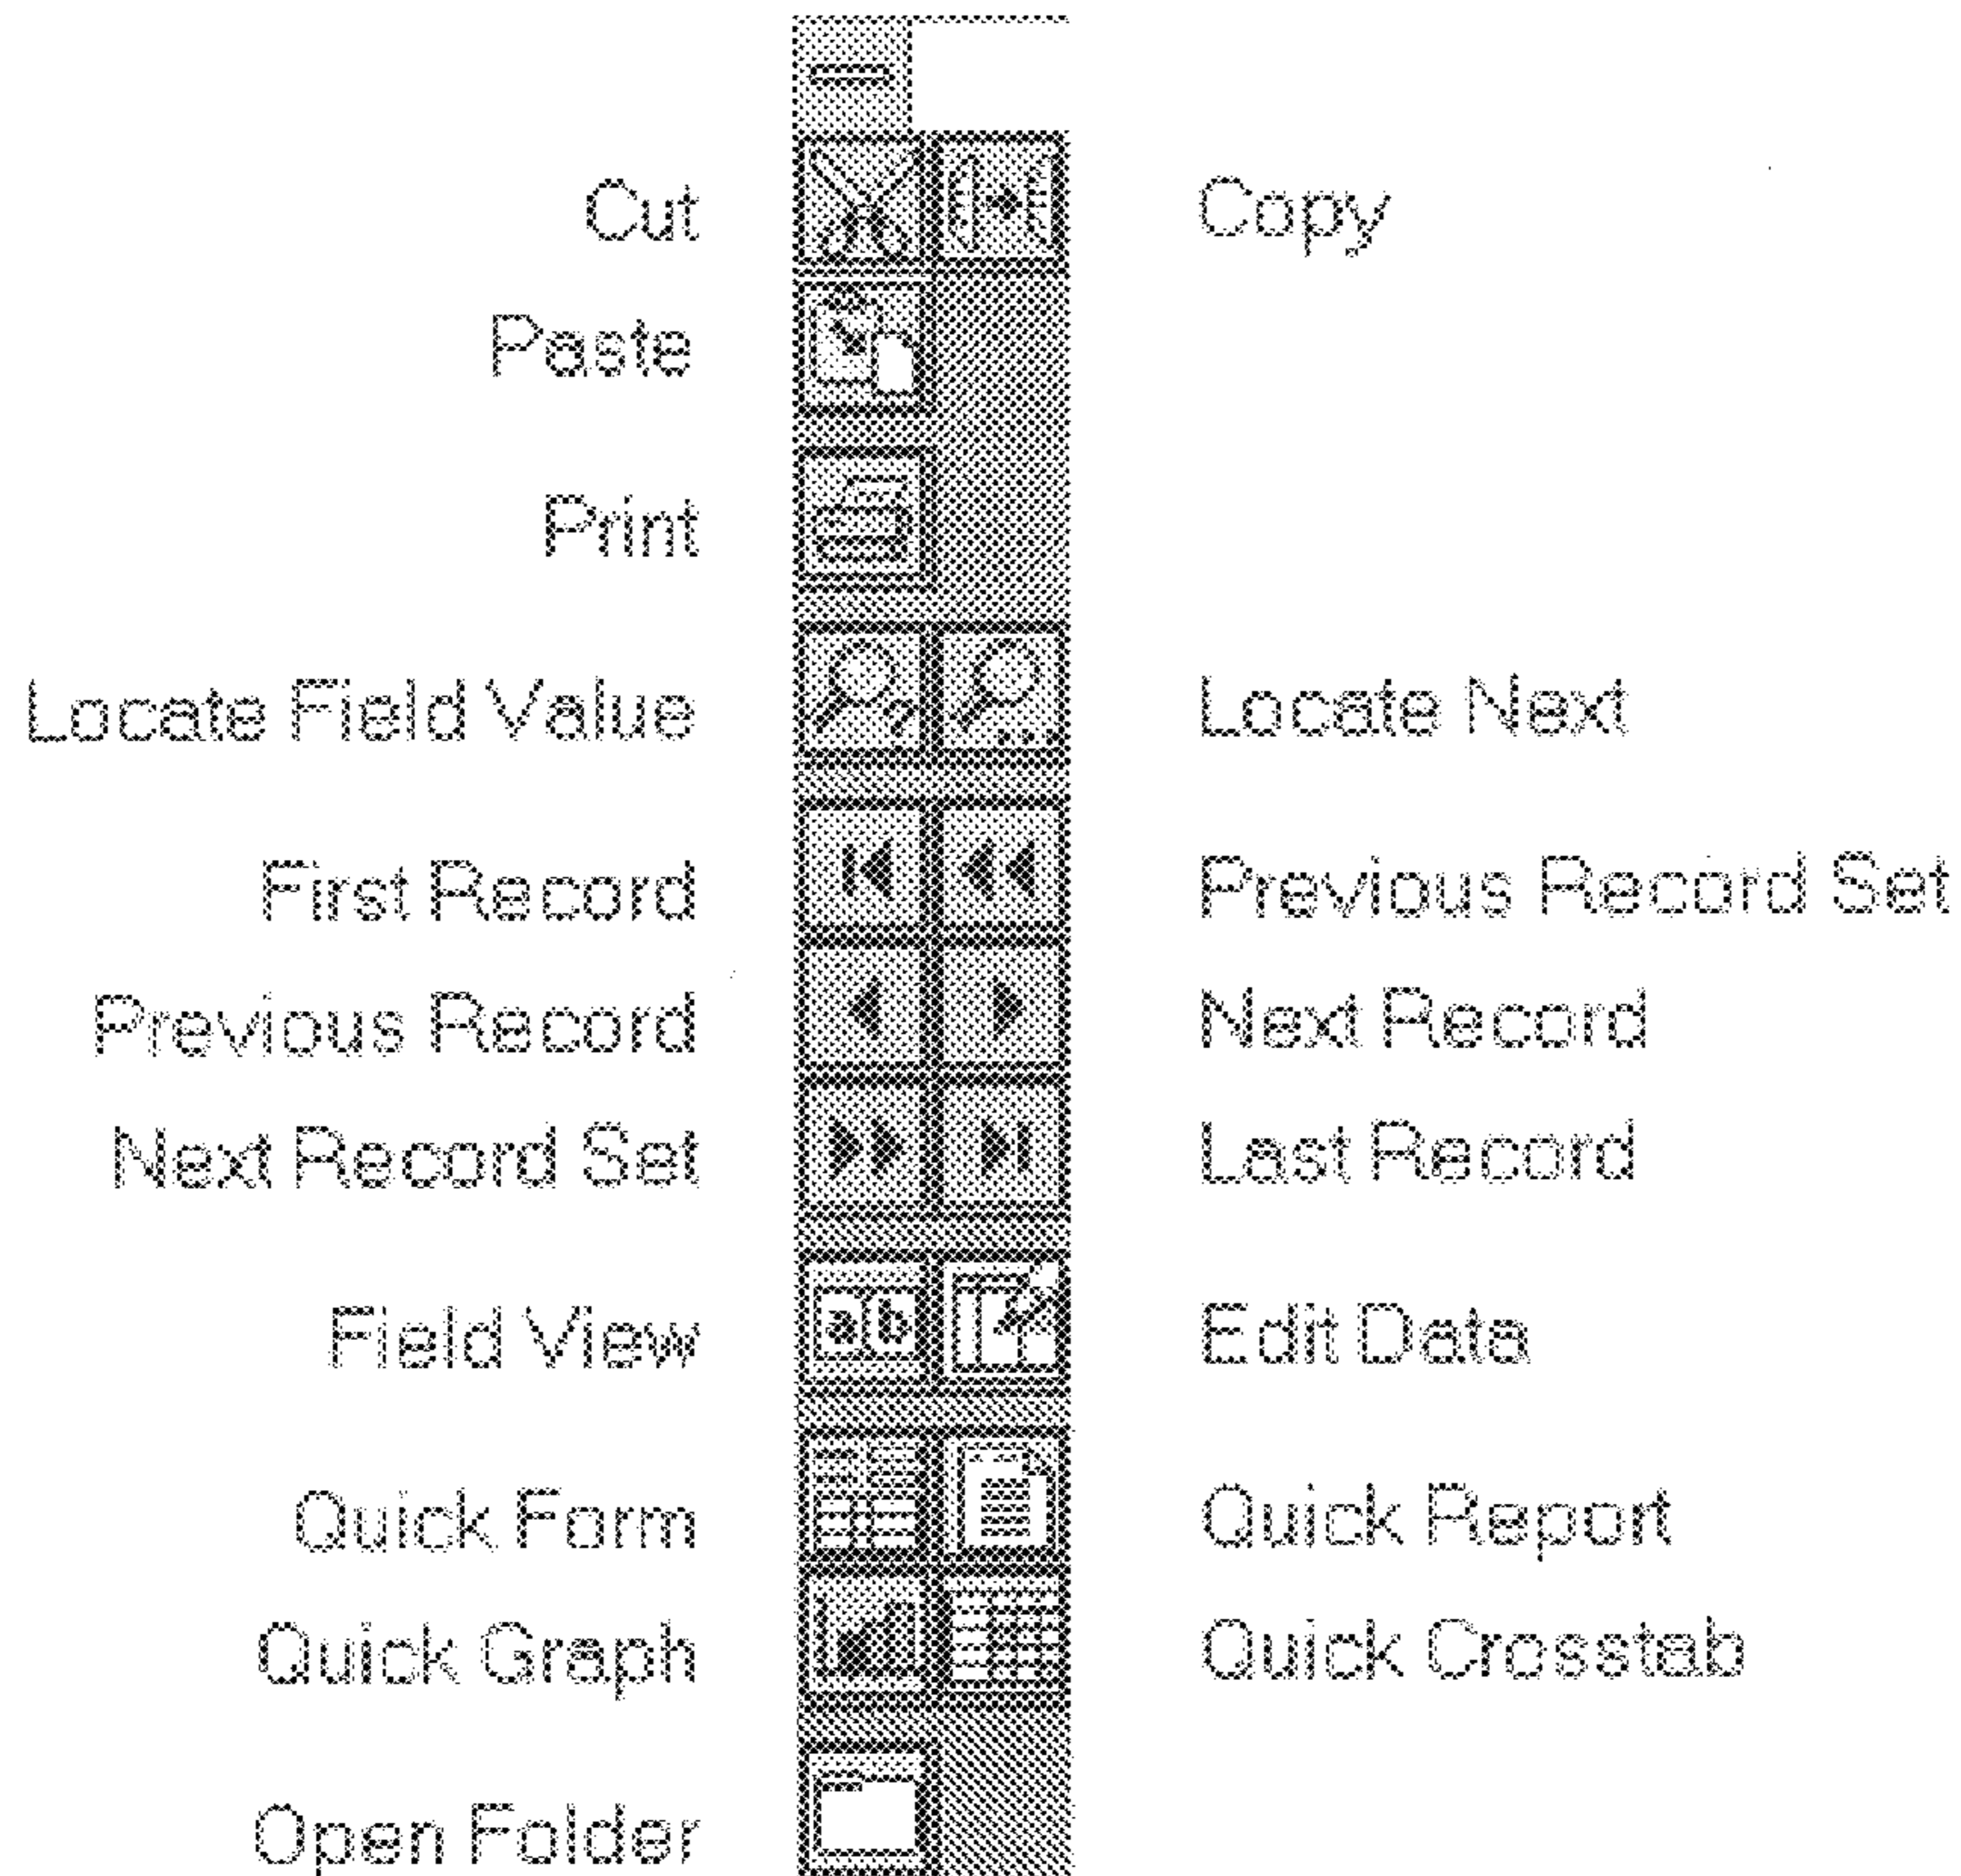 Cut Copy
Paste
Print
Locate Field Value Locate Next
First Record Previous Record Set
Previous Record Next Record
Next Record Set Last Record
a b
Field View Edit Data
Quick Form Quick Report
Quick Graph Quick Crosstab
Open Folder